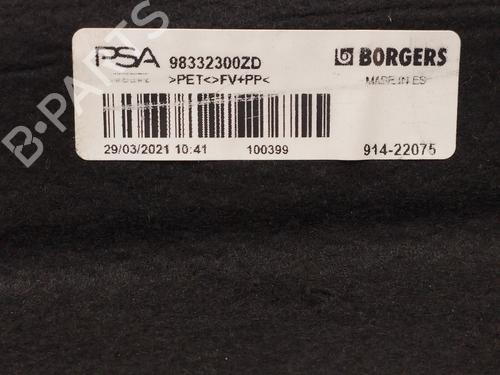 PSA 98332300ZD BORGERS
>PET<>FV+PP< MADE IN ES
29/03/2021 10:41 100399 914-22075
B-PARTS